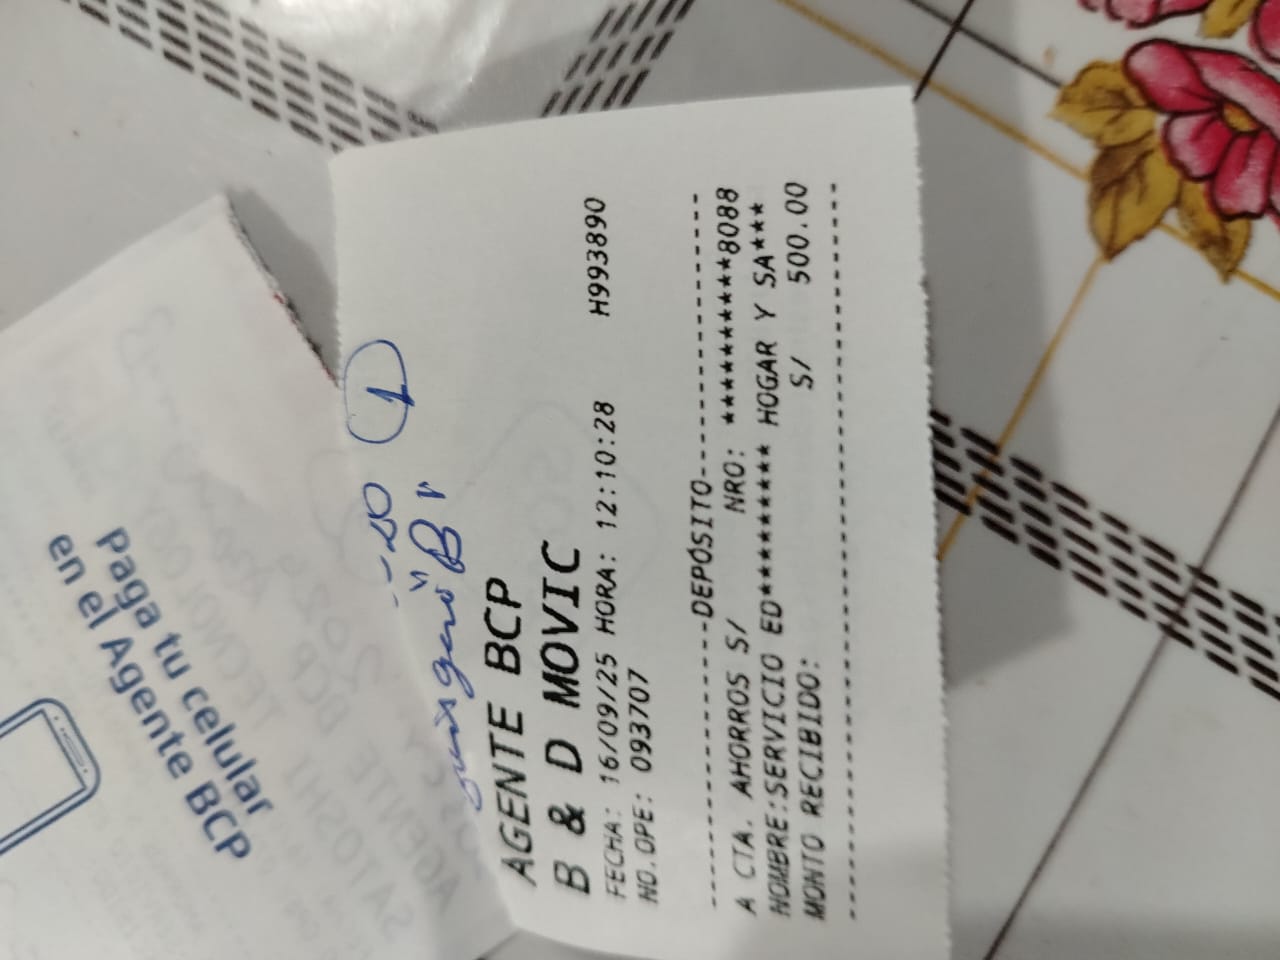 Paga tu celular
en el Agente BCP
1
AGENTE BCP
B & D MOVIC
FECHA: 16/09/25 HORA: 12:10:28 H993890
NO.OPE: 093707
---------------DEPÓSITO---------------
A CTA. AHORROS S/ NRO: **********8088
NOMBRE:SERVICIO ED********** HOGAR Y SA***
MONTO RECIBIDO: S/ 500.00